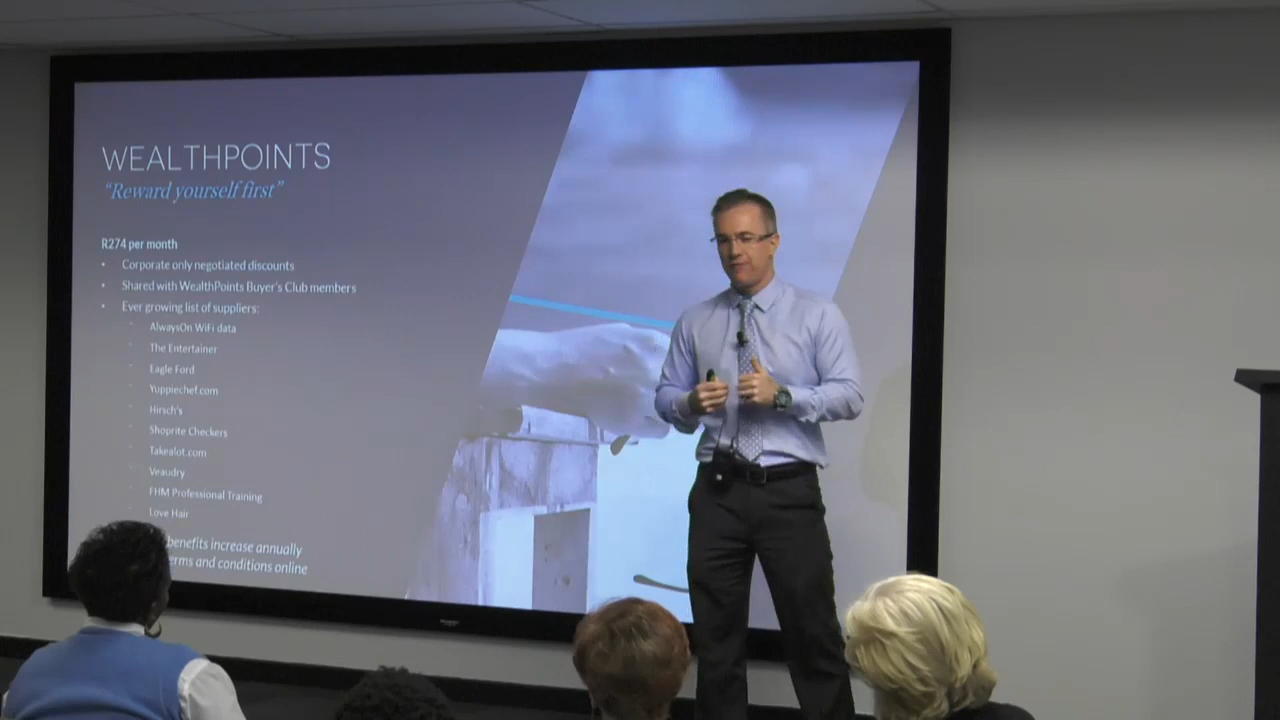 WEALTHPOINTS
“Reward yourself first”
R274 per month
• Corporate only negotiated discounts
• Shared with WealthPoints Buyer's Club members
• Ever growing list of suppliers:
AlwaysOn WiFi data
The Entertainer
Eagle Ford
Yuppiechef.com
Hirsch's
Shoprite Checkers
Takealot.com
Veaudry
FHM Professional Training
Love Hair
benefits increase annually
erms and conditions online